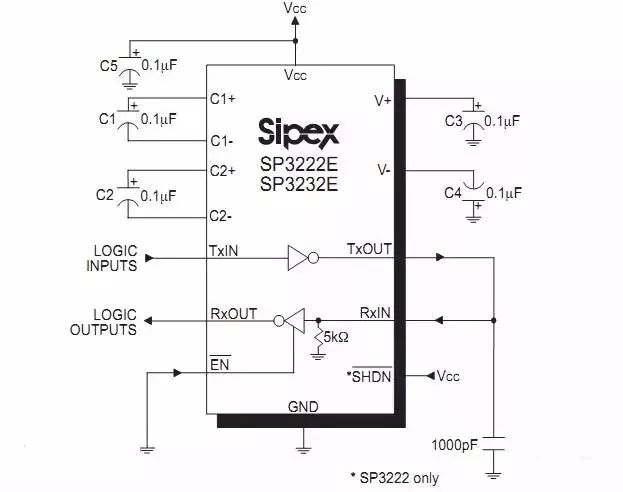 VCC
C5
+
0.1µF
VCC
C1
+
0.1µF
C1+
C1-
C2
+
0.1µF
C2+
C2-
Sipex
SP3222E
SP3232E
V+
C3
+
0.1µF
V-
C4
+
0.1µF
LOGIC
INPUTS
TxIN
TxOUT
LOGIC
OUTPUTS
RxOUT
RxIN
5kΩ
EN
*SHDN
VCC
GND
1000pF
* SP3222 only